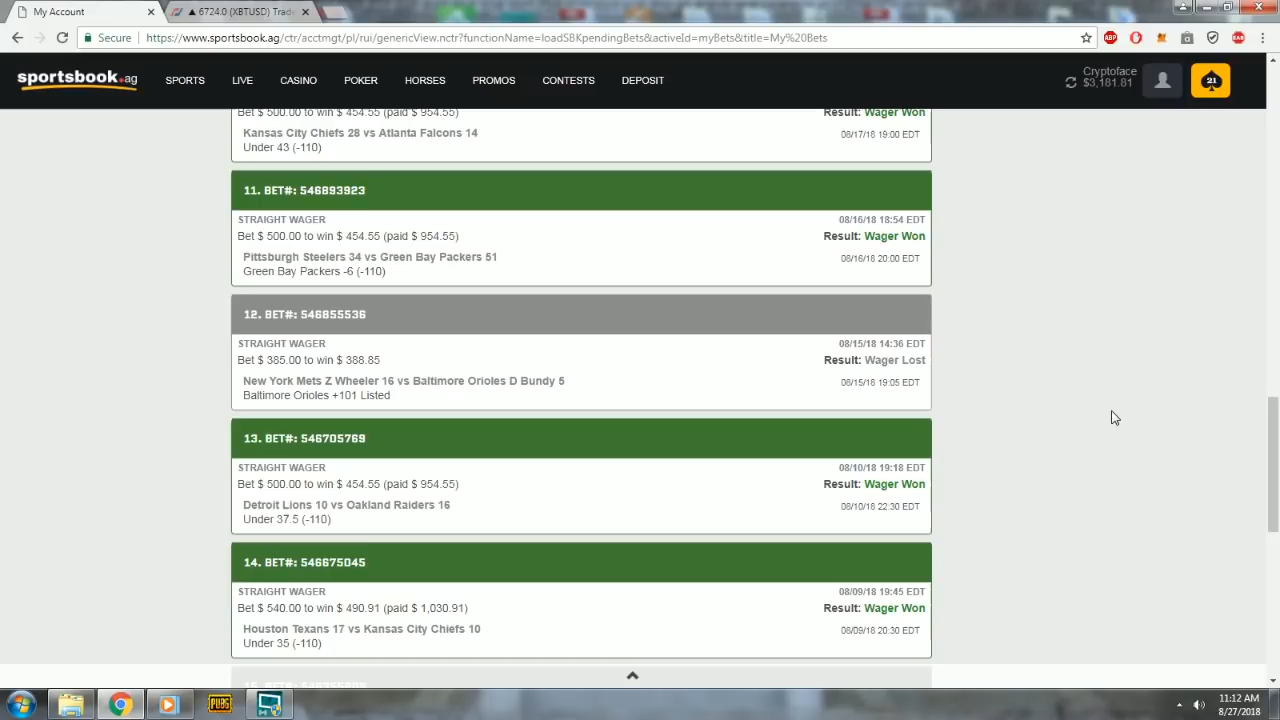 My Account
▲ 6724.0 (XBTUSD) Trade
Secure
https://www.sportsbook.ag/ctr/acctmgt/pl/rui/genericView.nctr?functionName=loadSBKpendingBets&activeId=myBets&title=My%20Bets
sportsbook.ag
SPORTS LIVE CASINO POKER HORSES PROMOS CONTESTS DEPOSIT
Cryptoface
$3,181.81
21
Bet $ 500.00 to win $ 454.55 (paid $ 954.55) Result: Wager Won
Kansas City Chiefs 28 vs Atlanta Falcons 14 08/17/18 19:00 EDT
Under 43 (-110)
11. BET#: 546893923
STRAIGHT WAGER 08/16/18 18:54 EDT
Bet $ 500.00 to win $ 454.55 (paid $ 954.55) Result: Wager Won
Pittsburgh Steelers 34 vs Green Bay Packers 51 08/16/18 20:00 EDT
Green Bay Packers -6 (-110)
12. BET#: 546855536
STRAIGHT WAGER 08/15/18 14:36 EDT
Bet $ 385.00 to win $ 388.85 Result: Wager Lost
New York Mets Z Wheeler 16 vs Baltimore Orioles D Bundy 5 08/15/18 19:05 EDT
Baltimore Orioles +101 Listed
13. BET#: 546705769
STRAIGHT WAGER 08/10/18 19:18 EDT
Bet $ 500.00 to win $ 454.55 (paid $ 954.55) Result: Wager Won
Detroit Lions 10 vs Oakland Raiders 16 08/10/18 22:30 EDT
Under 37.5 (-110)
14. BET#: 546675045
STRAIGHT WAGER 08/09/18 19:45 EDT
Bet $ 540.00 to win $ 490.91 (paid $ 1,030.91) Result: Wager Won
Houston Texans 17 vs Kansas City Chiefs 10 08/09/18 20:30 EDT
Under 35 (-110)
PUBG
11:12 AM
8/27/2018